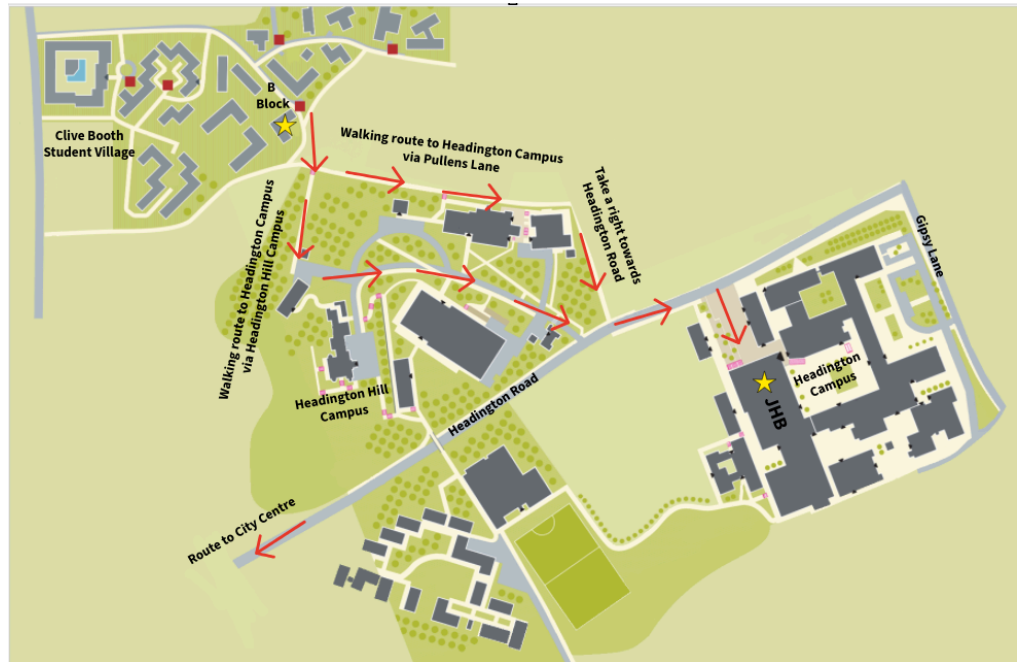 B
Block
Clive Booth
Student Village
Walking route to Headington Campus
via Pullens Lane
Take a right towards
Headington Road
Walking route to Headington Campus
via Headington Hill Campus
Gipsy Lane
Headington
Campus
JHB
Headington Hill
Campus
Headington Road
Route to City Centre